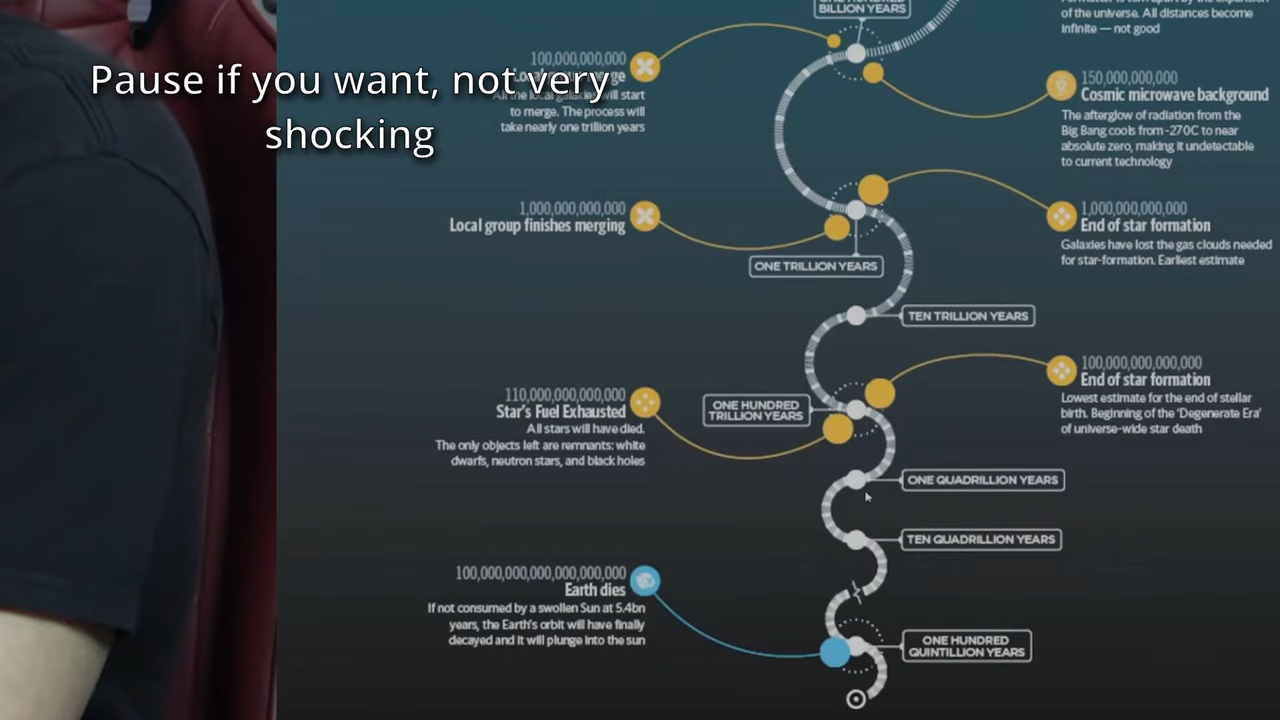 Pause if you want, not very
shocking
BILLION YEARS
of the universe. All distances become
infinite — not good
100,000,000,000
All the local galaxies will start
to merge. The process will
take nearly one trillion years
150,000,000,000
Cosmic microwave background
The afterglow of radiation from the
Big Bang cools from -270C to near
absolute zero, making it undetectable
to current technology
1,000,000,000,000
Local group finishes merging
1,000,000,000,000
End of star formation
Galaxies have lost the gas clouds needed
for star-formation. Earliest estimate
ONE TRILLION YEARS
TEN TRILLION YEARS
100,000,000,000,000
End of star formation
Lowest estimate for the end of stellar
birth. Beginning of the 'Degenerate Era'
of universe-wide star death
110,000,000,000,000
Star's Fuel Exhausted
All stars will have died.
The only objects left are remnants: white
dwarfs, neutron stars, and black holes
ONE HUNDRED
TRILLION YEARS
ONE QUADRILLION YEARS
TEN QUADRILLION YEARS
100,000,000,000,000,000,000
Earth dies
If not consumed by a swollen Sun at 5.4bn
years, the Earth's orbit will have finally
decayed and it will plunge into the sun
ONE HUNDRED
QUINTILLION YEARS